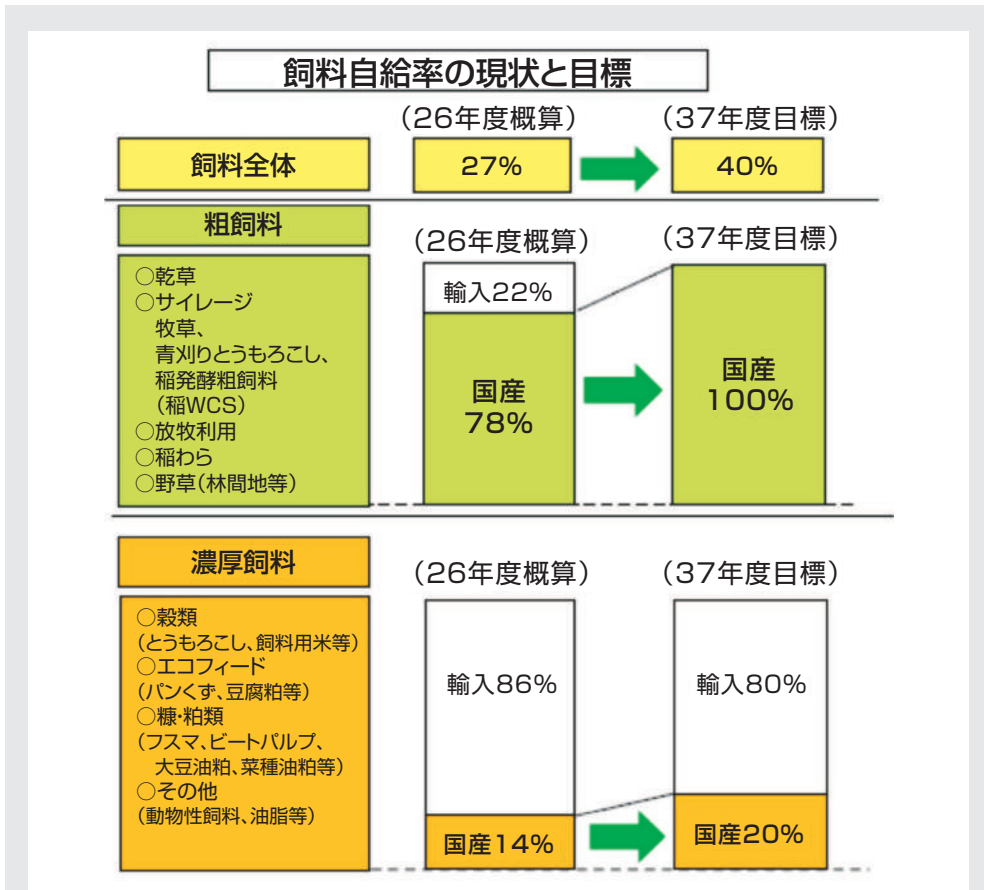 飼料自給率の現状と目標
（26年度概算）
（37年度目標）
飼料全体
27%
40%
粗飼料
（26年度概算）
（37年度目標）
○乾草
○サイレージ
牧草、
青刈りとうもろこし、
稲発酵粗飼料
（稲WCS）
○放牧利用
○稲わら
○野草（林間地等）
輸入22%
国産
78%
国産
100%
濃厚飼料
（26年度概算）
（37年度目標）
○穀類
（とうもろこし、飼料用米等）
○エコフィード
（パンくず、豆腐粕等）
○糠・粕類
（フスマ、ビートパルプ、
大豆油粕、菜種油粕等）
○その他
（動物性飼料、油脂等）
輸入86%
国産14%
輸入80%
国産20%